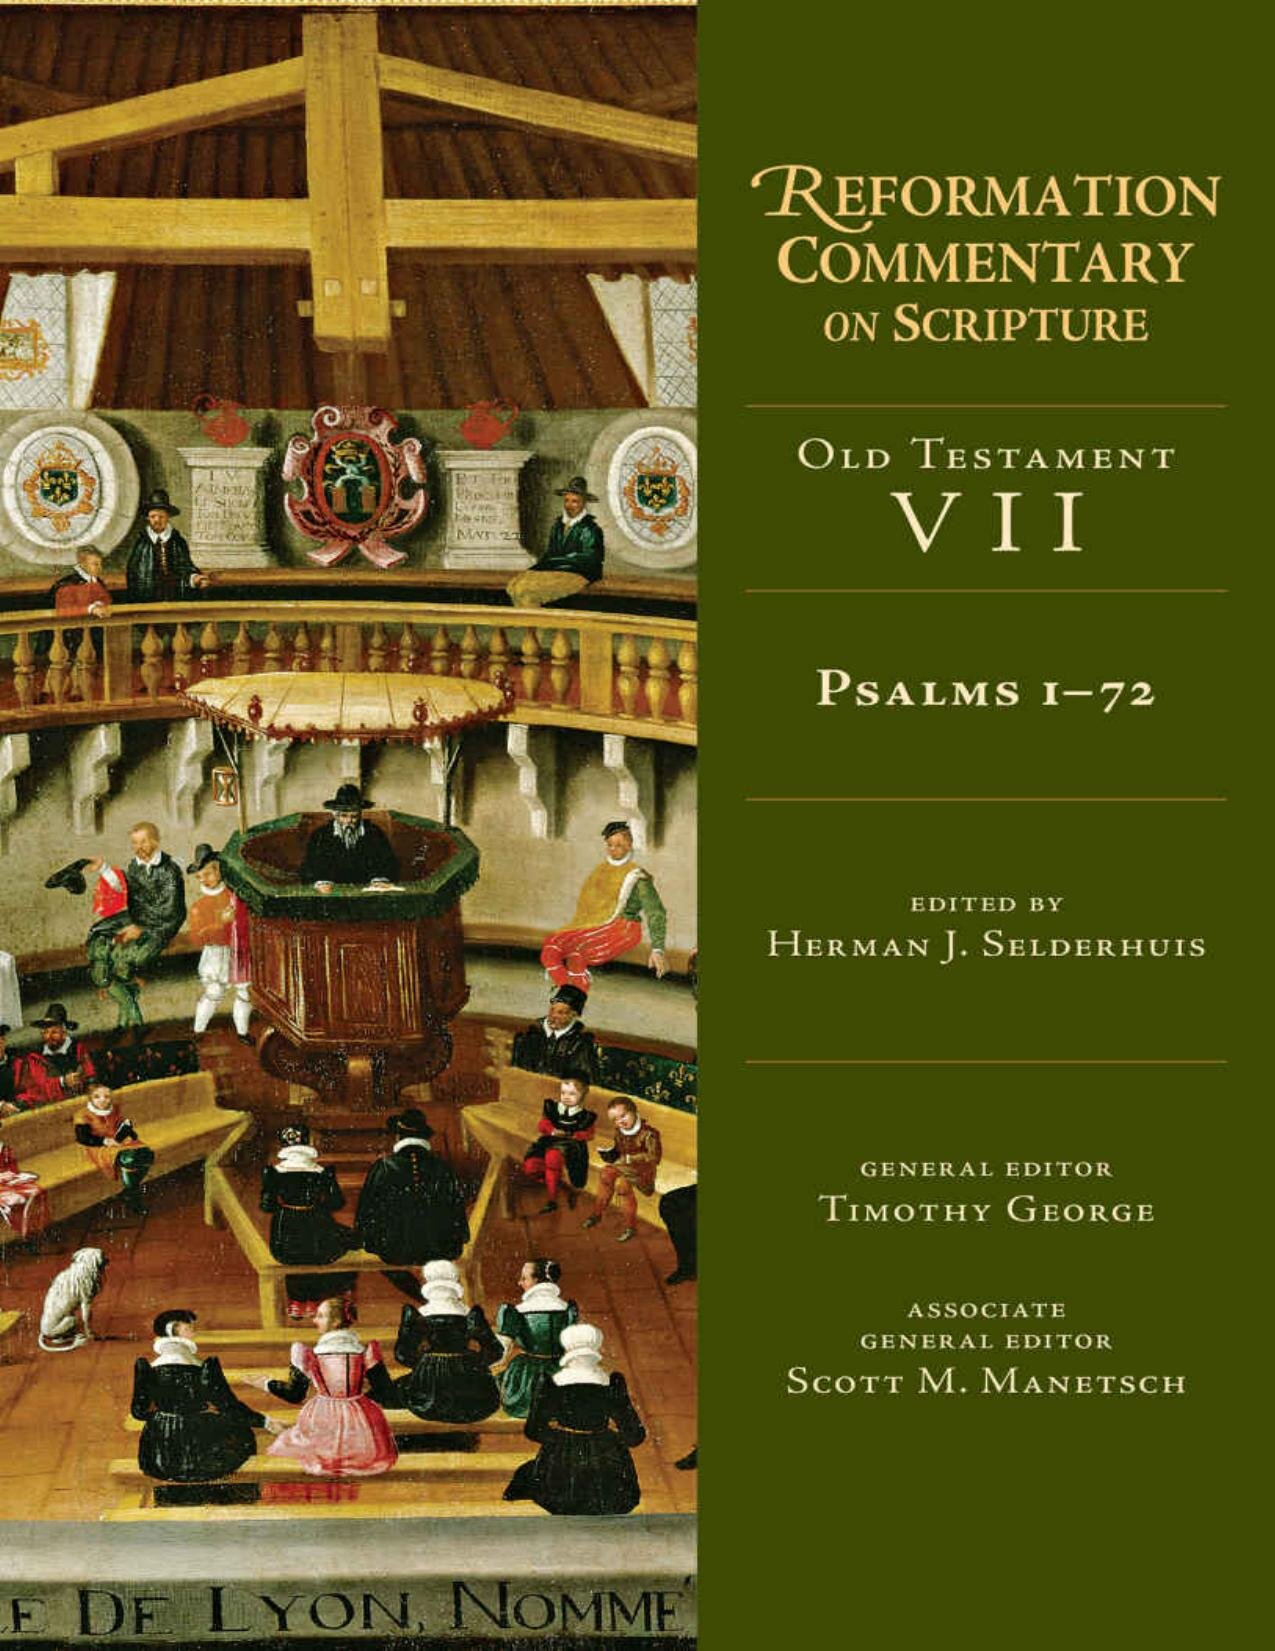 REFORMATION
COMMENTARY
ON SCRIPTURE
OLD TESTAMENT
VII
PSALMS 1–72
EDITED BY
HERMAN J. SELDERHUIS
GENERAL EDITOR
TIMOTHY GEORGE
ASSOCIATE
GENERAL EDITOR
SCOTT M. MANETSCH
E DE LYON, NOMMÉ